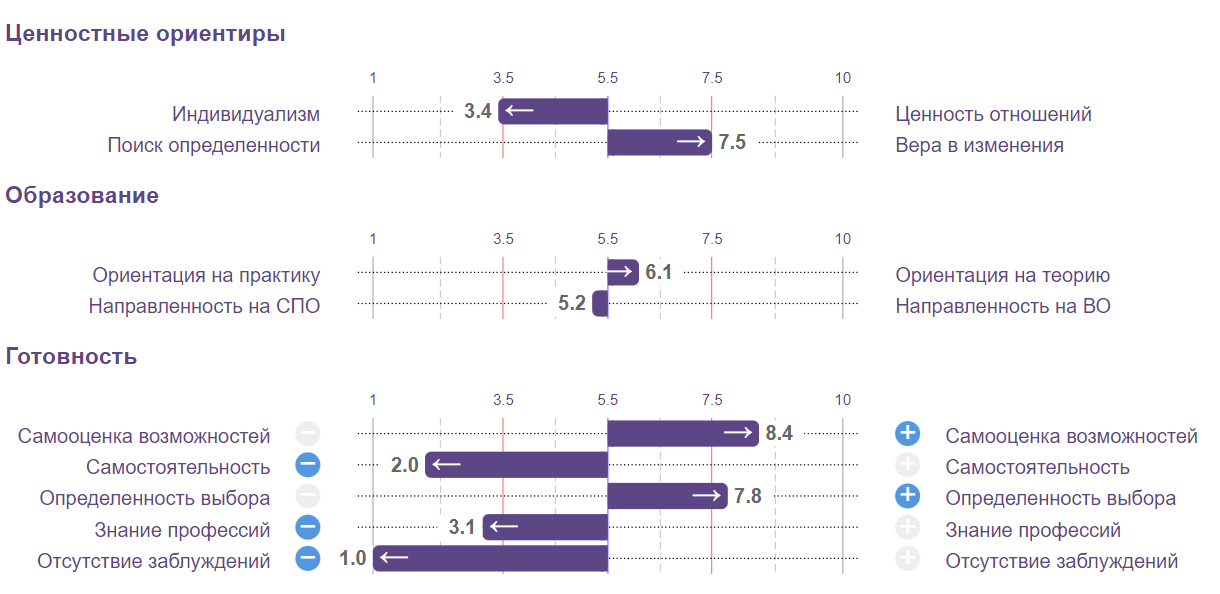 Ценностные ориентиры
1 3.5 5.5 7.5 10
Индивидуализм 3.4 Ценность отношений
Поиск определенности 7.5 Вера в изменения
Образование
1 3.5 5.5 7.5 10
Ориентация на практику 6.1 Ориентация на теорию
Направленность на СПО 5.2 Направленность на ВО
Готовность
1 3.5 5.5 7.5 10
Самооценка возможностей 8.4 Самооценка возможностей
Самостоятельность 2.0 Самостоятельность
Определенность выбора 7.8 Определенность выбора
Знание профессий 3.1 Знание профессий
Отсутствие заблуждений 1.0 Отсутствие заблуждений